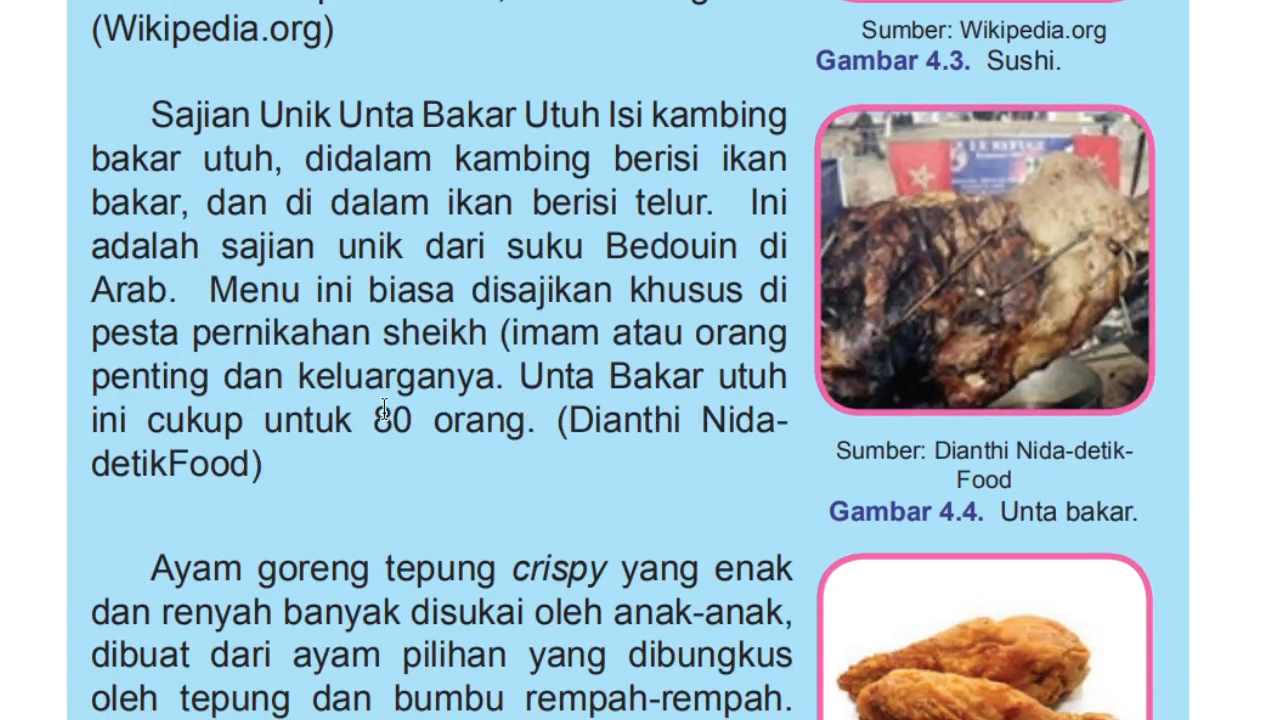 (Wikipedia.org)
Sumber: Wikipedia.org
Gambar 4.3. Sushi.
Sajian Unik Unta Bakar Utuh Isi kambing
bakar utuh, didalam kambing berisi ikan
bakar, dan di dalam ikan berisi telur. Ini
adalah sajian unik dari suku Bedouin di
Arab. Menu ini biasa disajikan khusus di
pesta pernikahan sheikh (imam atau orang
penting dan keluarganya. Unta Bakar utuh
ini cukup untuk 80 orang. (Dianthi Nida-
detikFood)
Sumber: Dianthi Nida-detik-
Food
Gambar 4.4. Unta bakar.
Ayam goreng tepung crispy yang enak
dan renyah banyak disukai oleh anak-anak,
dibuat dari ayam pilihan yang dibungkus
oleh tepung dan bumbu rempah-rempah.